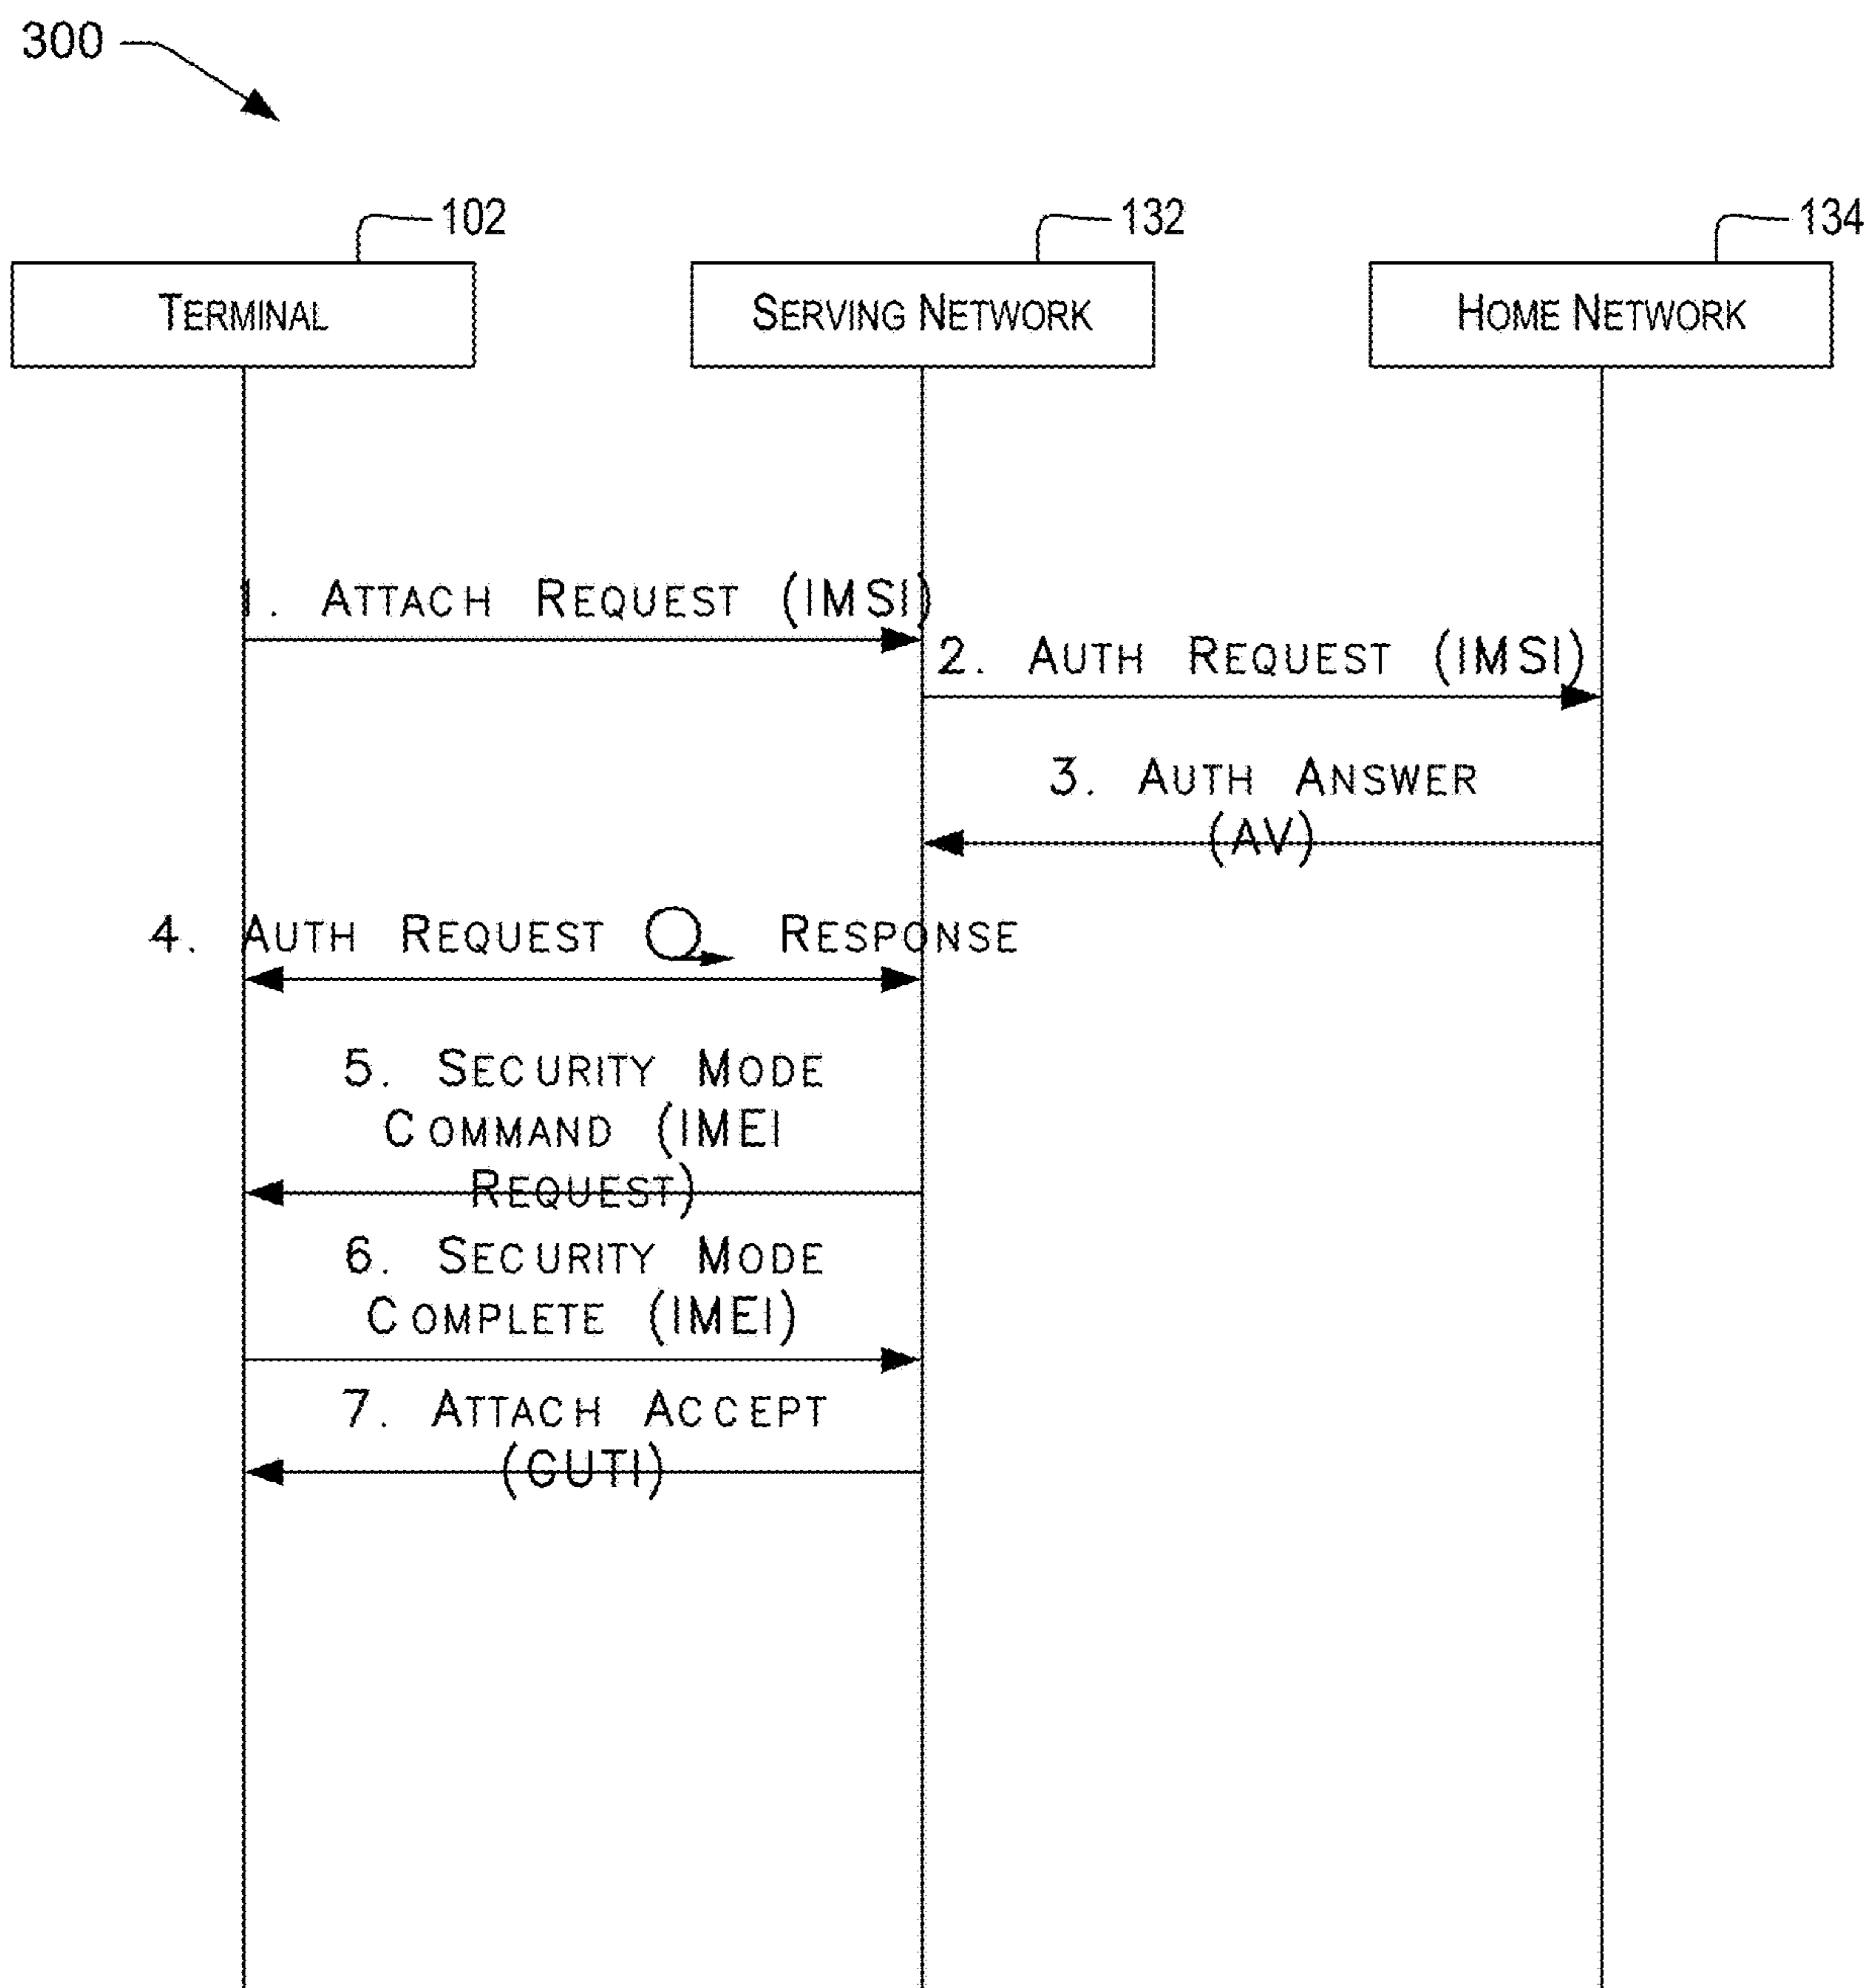 300
102
132
134
TERMINAL
SERVING NETWORK
HOME NETWORK
1. ATTACH REQUEST (IMSI)
2. AUTH REQUEST (IMSI)
3. AUTH ANSWER
(AV)
4. AUTH REQUEST RESPONSE
5. SECURITY MODE
COMMAND (IMEI
REQUEST)
6. SECURITY MODE
COMPLETE (IMEI)
7. ATTACH ACCEPT
(GUTI)